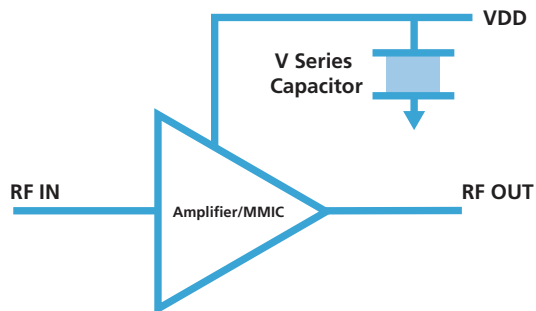 VDD
V Series
Capacitor
RF IN
Amplifier/MMIC
RF OUT